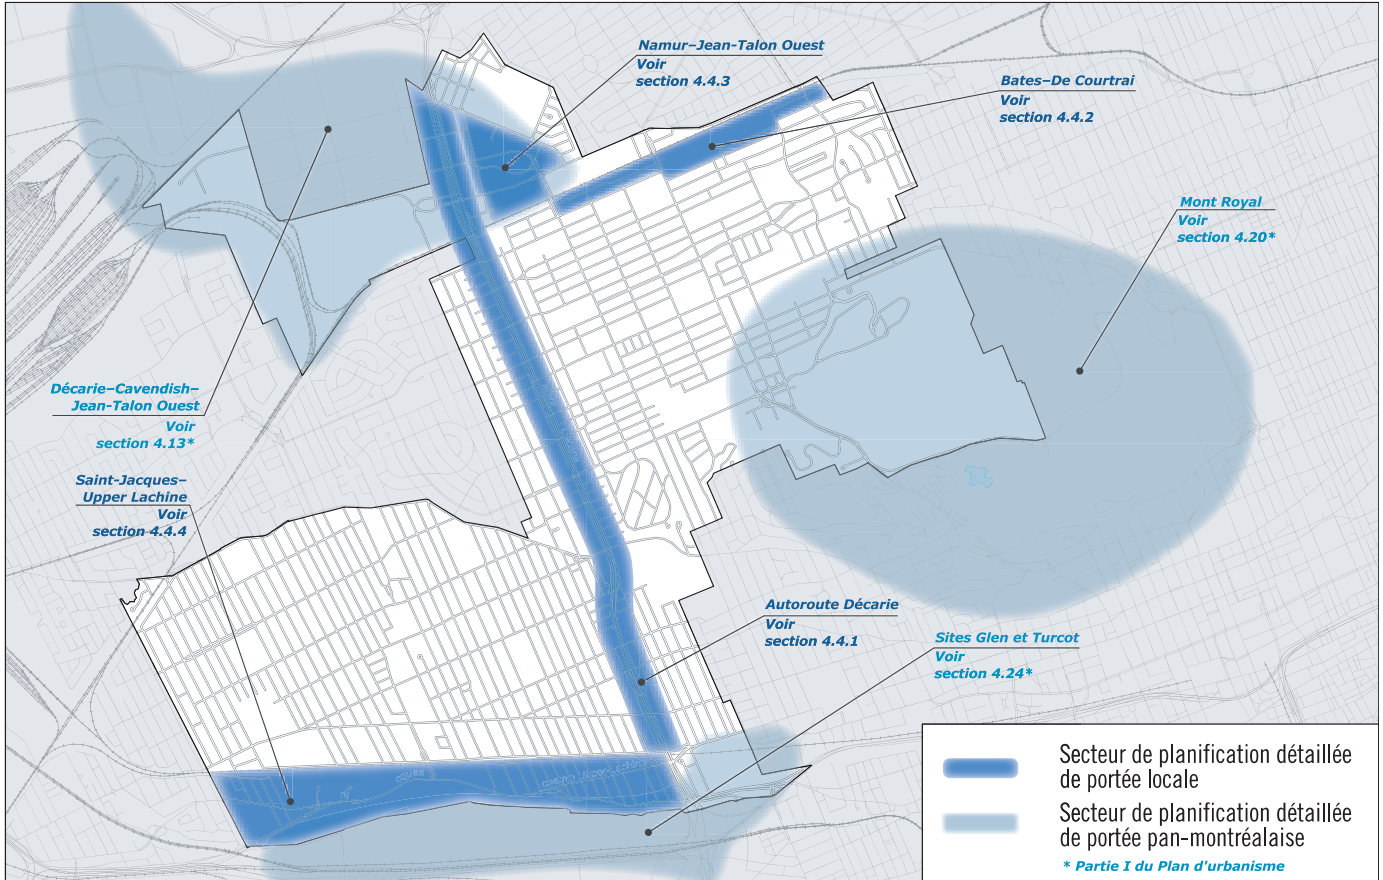 Namur–Jean-Talon Ouest
Voir
section 4.4.3
Bates–De Courtrai
Voir
section 4.4.2
Mont Royal
Voir
section 4.20*
Décarie–Cavendish–
Jean-Talon Ouest
Voir
section 4.13*
Saint-Jacques–
Upper Lachine
Voir
section 4.4.4
Autoroute Décarie
Voir
section 4.4.1
Sites Glen et Turcot
Voir
section 4.24*
Secteur de planification détaillée
de portée locale
Secteur de planification détaillée
de portée pan-montréalaise
* Partie I du Plan d'urbanisme